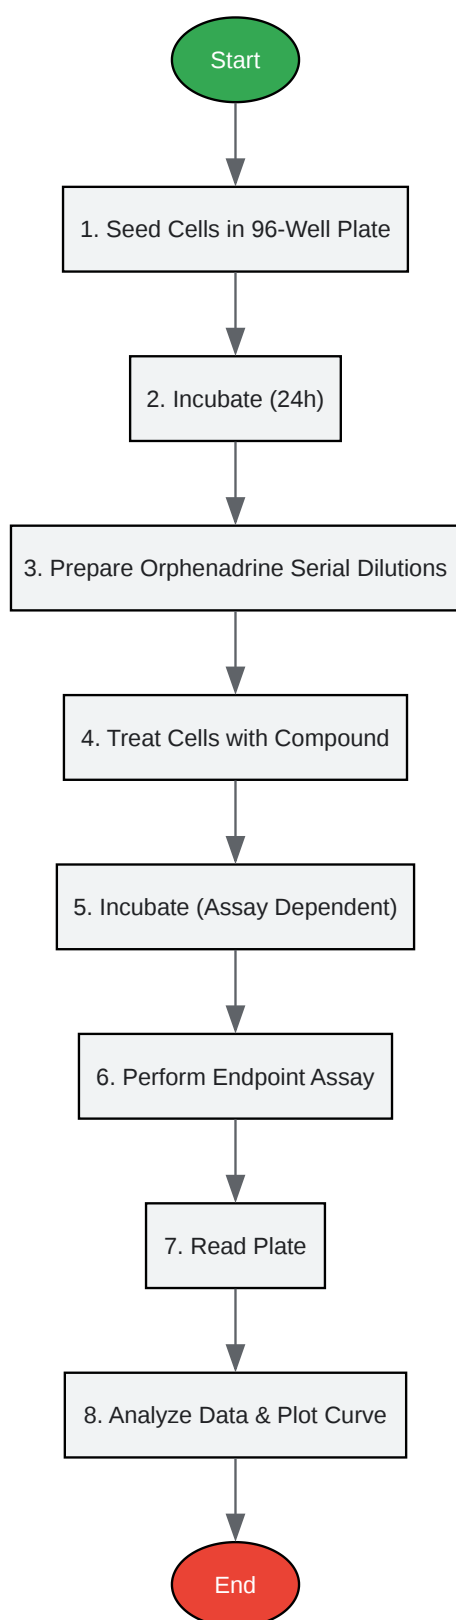 Start
1. Seed Cells in 96-Well Plate
2. Incubate (24h)
3. Prepare Orphenadrine Serial Dilutions
4. Treat Cells with Compound
5. Incubate (Assay Dependent)
6. Perform Endpoint Assay
7. Read Plate
8. Analyze Data & Plot Curve
End